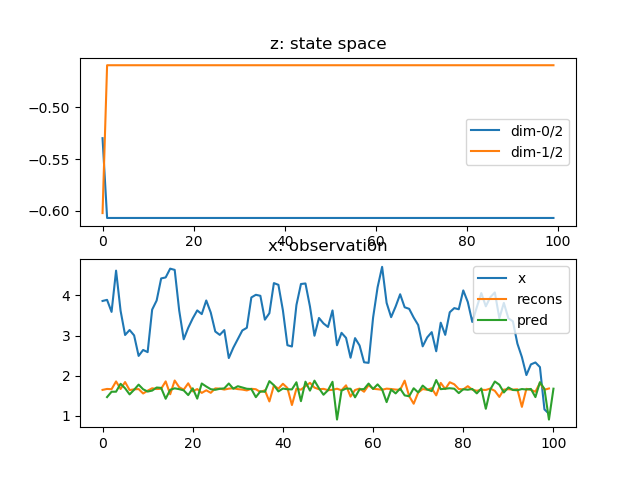 z: state space
−0.50
−0.55
−0.60
dim-0/2
dim-1/2
0 20 40 60 80 100
x: observation
4
3
2
1
x
recons
pred
0 20 40 60 80 100